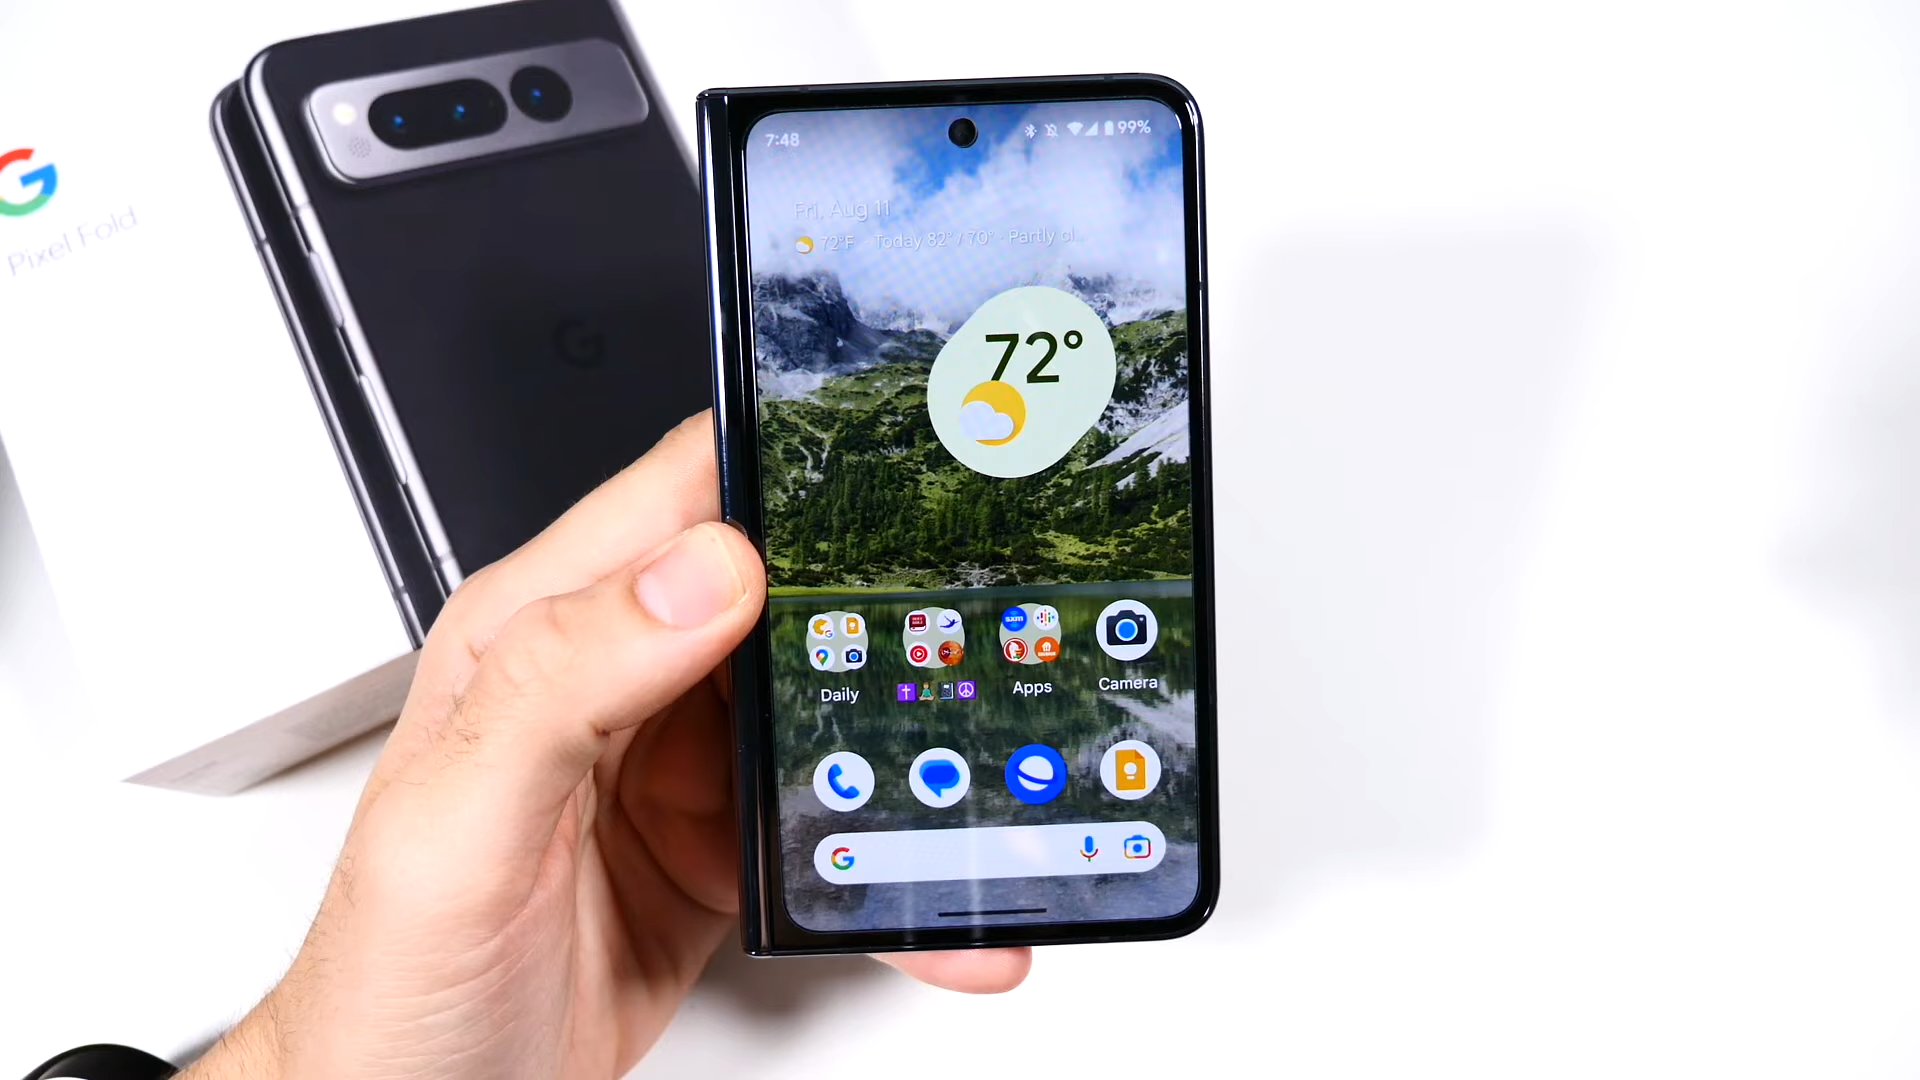 Pixel Fold
7:48
99%
Fri, Aug 11
72°F · Today 82° / 70° · Partly cl...
72°
Daily
Apps
Camera